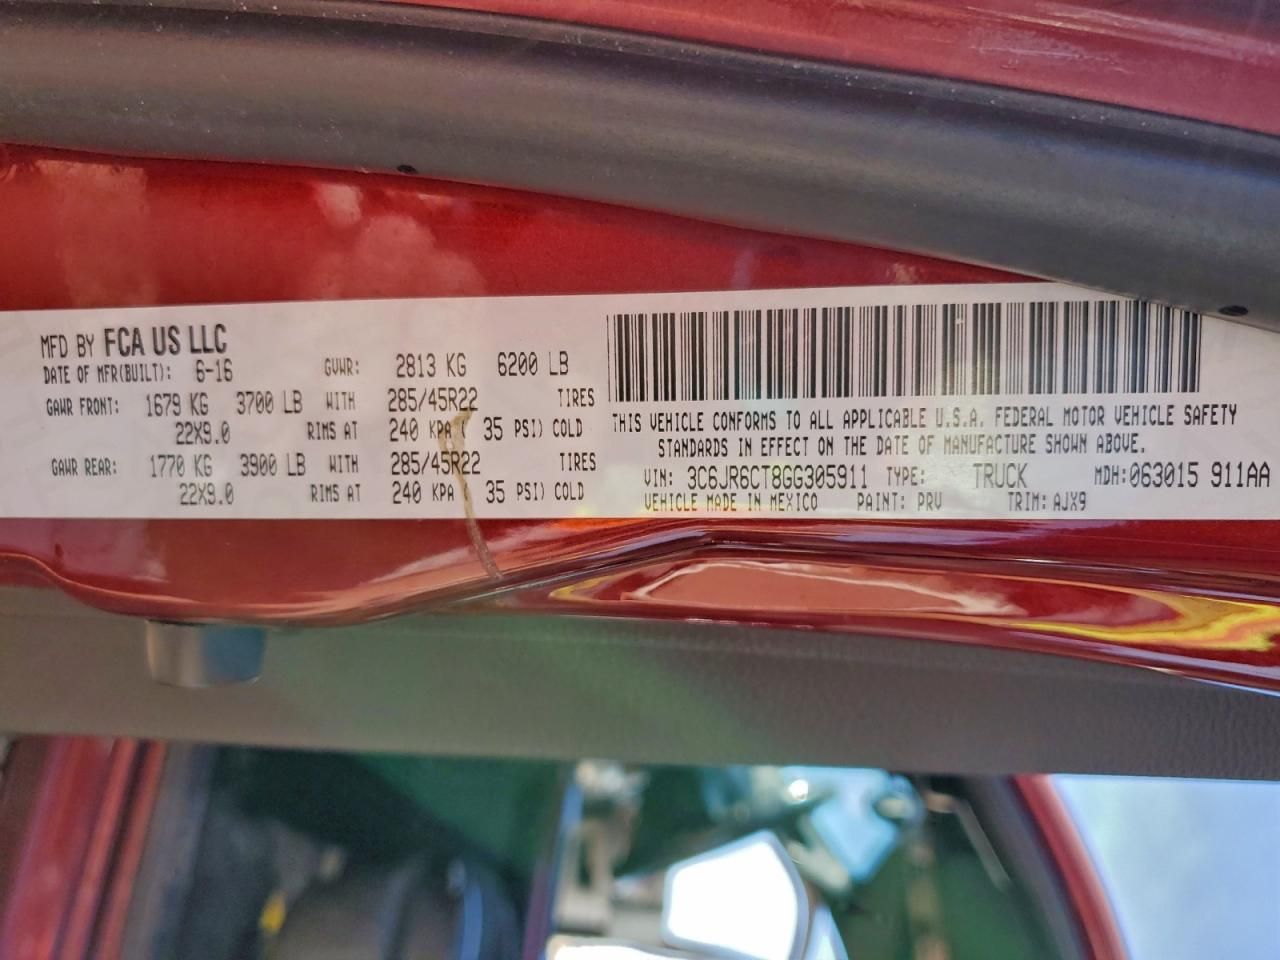 MFD BY FCA US LLC
DATE OF MFR(BUILT): 6-16 GVWR: 2813 KG 6200 LB
GAWR FRONT: 1679 KG 3700 LB WITH 285/45R22 TIRES
22X9.0 RIMS AT 240 KPA ( 35 PSI) COLD
GAWR REAR: 1770 KG 3900 LB WITH 285/45R22 TIRES
22X9.0 RIMS AT 240 KPA ( 35 PSI) COLD
THIS VEHICLE CONFORMS TO ALL APPLICABLE U.S.A. FEDERAL MOTOR VEHICLE SAFETY
STANDARDS IN EFFECT ON THE DATE OF MANUFACTURE SHOWN ABOVE.
VIN: 3C6JR6CT8GG305911 TYPE: TRUCK MDH:063015 911AA
VEHICLE MADE IN MEXICO PAINT: PRV TRIM: AJX9